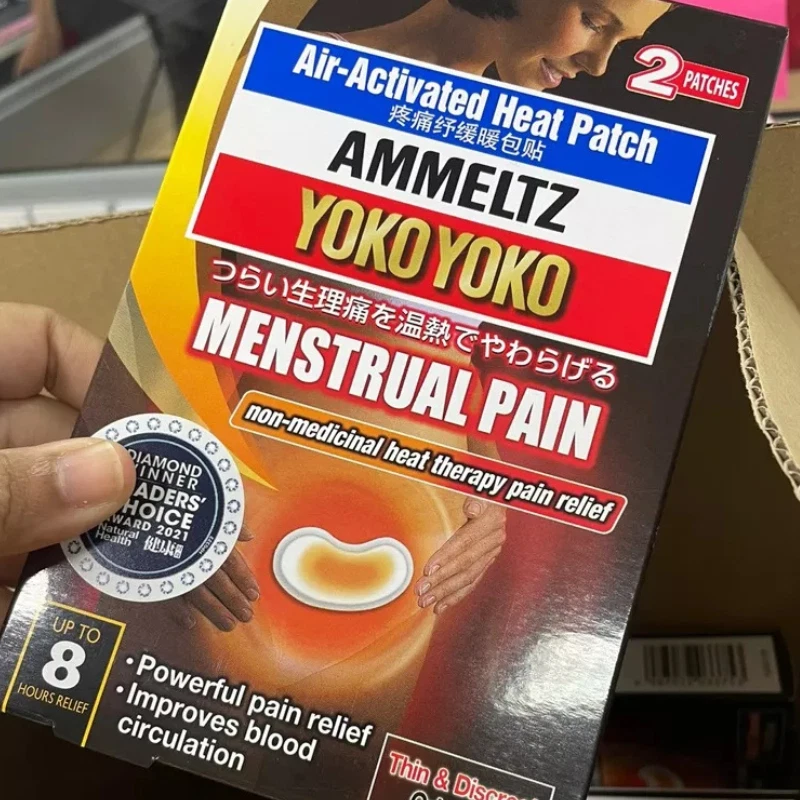 2 PATCHES
Air-Activated Heat Patch
疼痛纾缓暖包贴
AMMELTZ
YOKO YOKO
つらい生理痛を温熱でやわらげる
MENSTRUAL PAIN
non-medicinal heat therapy pain relief
DIAMOND
WINNER
READERS'
CHOICE
AWARD 2021
Natural
Health 健康
UP TO
8
HOURS RELIEF
• Powerful pain relief
• Improves blood
circulation
Thin &